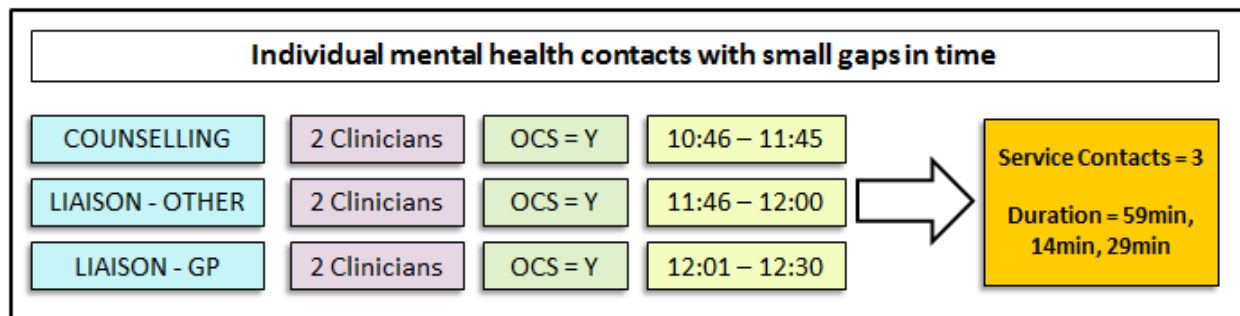 Individual mental health contacts with small gaps in time
COUNSELLING 2 Clinicians OCS = Y 10:46 – 11:45
LIAISON - OTHER 2 Clinicians OCS = Y 11:46 – 12:00
LIAISON - GP 2 Clinicians OCS = Y 12:01 – 12:30
Service Contacts = 3
Duration = 59min,
14min, 29min